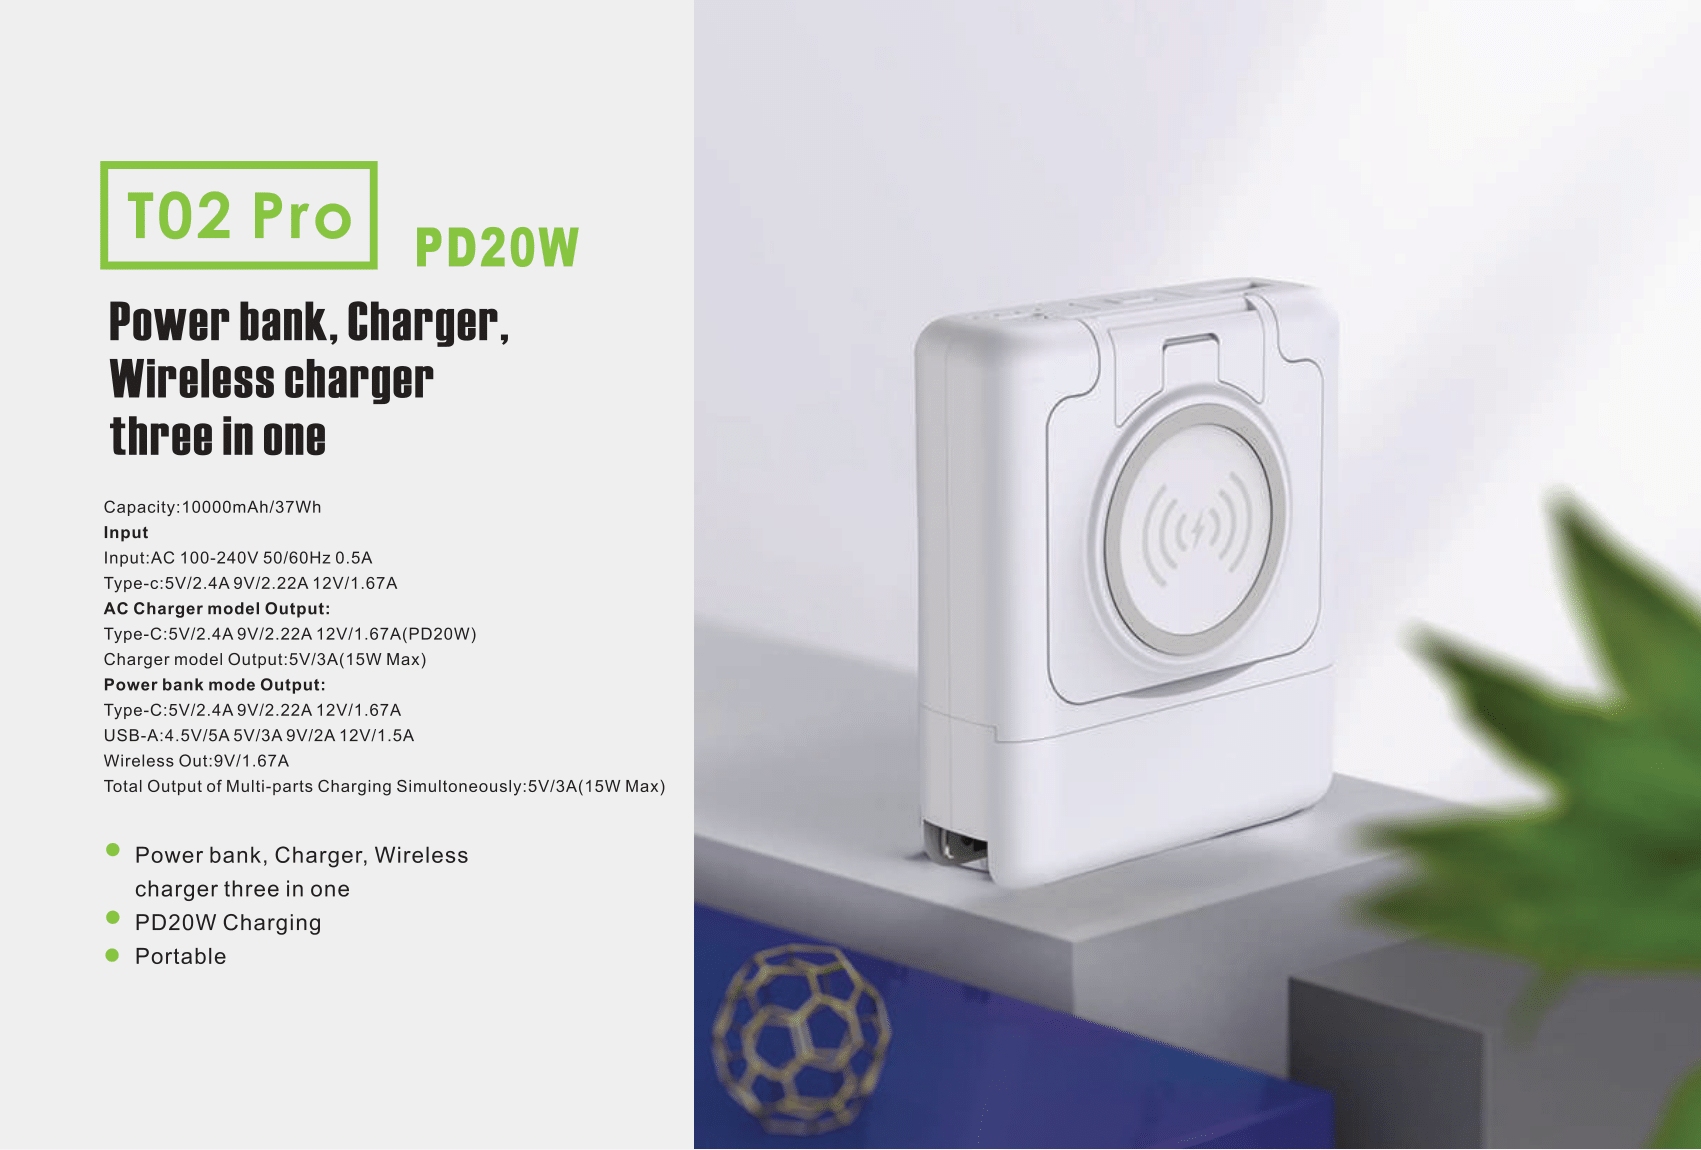 T02 Pro
PD20W
Power bank, Charger,
Wireless charger
three in one
Capacity:10000mAh/37Wh
Input
Input:AC 100-240V 50/60Hz 0.5A
Type-c:5V/2.4A 9V/2.22A 12V/1.67A
AC Charger model Output:
Type-C:5V/2.4A 9V/2.22A 12V/1.67A(PD20W)
Charger model Output:5V/3A(15W Max)
Power bank mode Output:
Type-C:5V/2.4A 9V/2.22A 12V/1.67A
USB-A:4.5V/5A 5V/3A 9V/2A 12V/1.5A
Wireless Out:9V/1.67A
Total Output of Multi-parts Charging Simultoneously:5V/3A(15W Max)
Power bank, Charger, Wireless
charger three in one
PD20W Charging
Portable